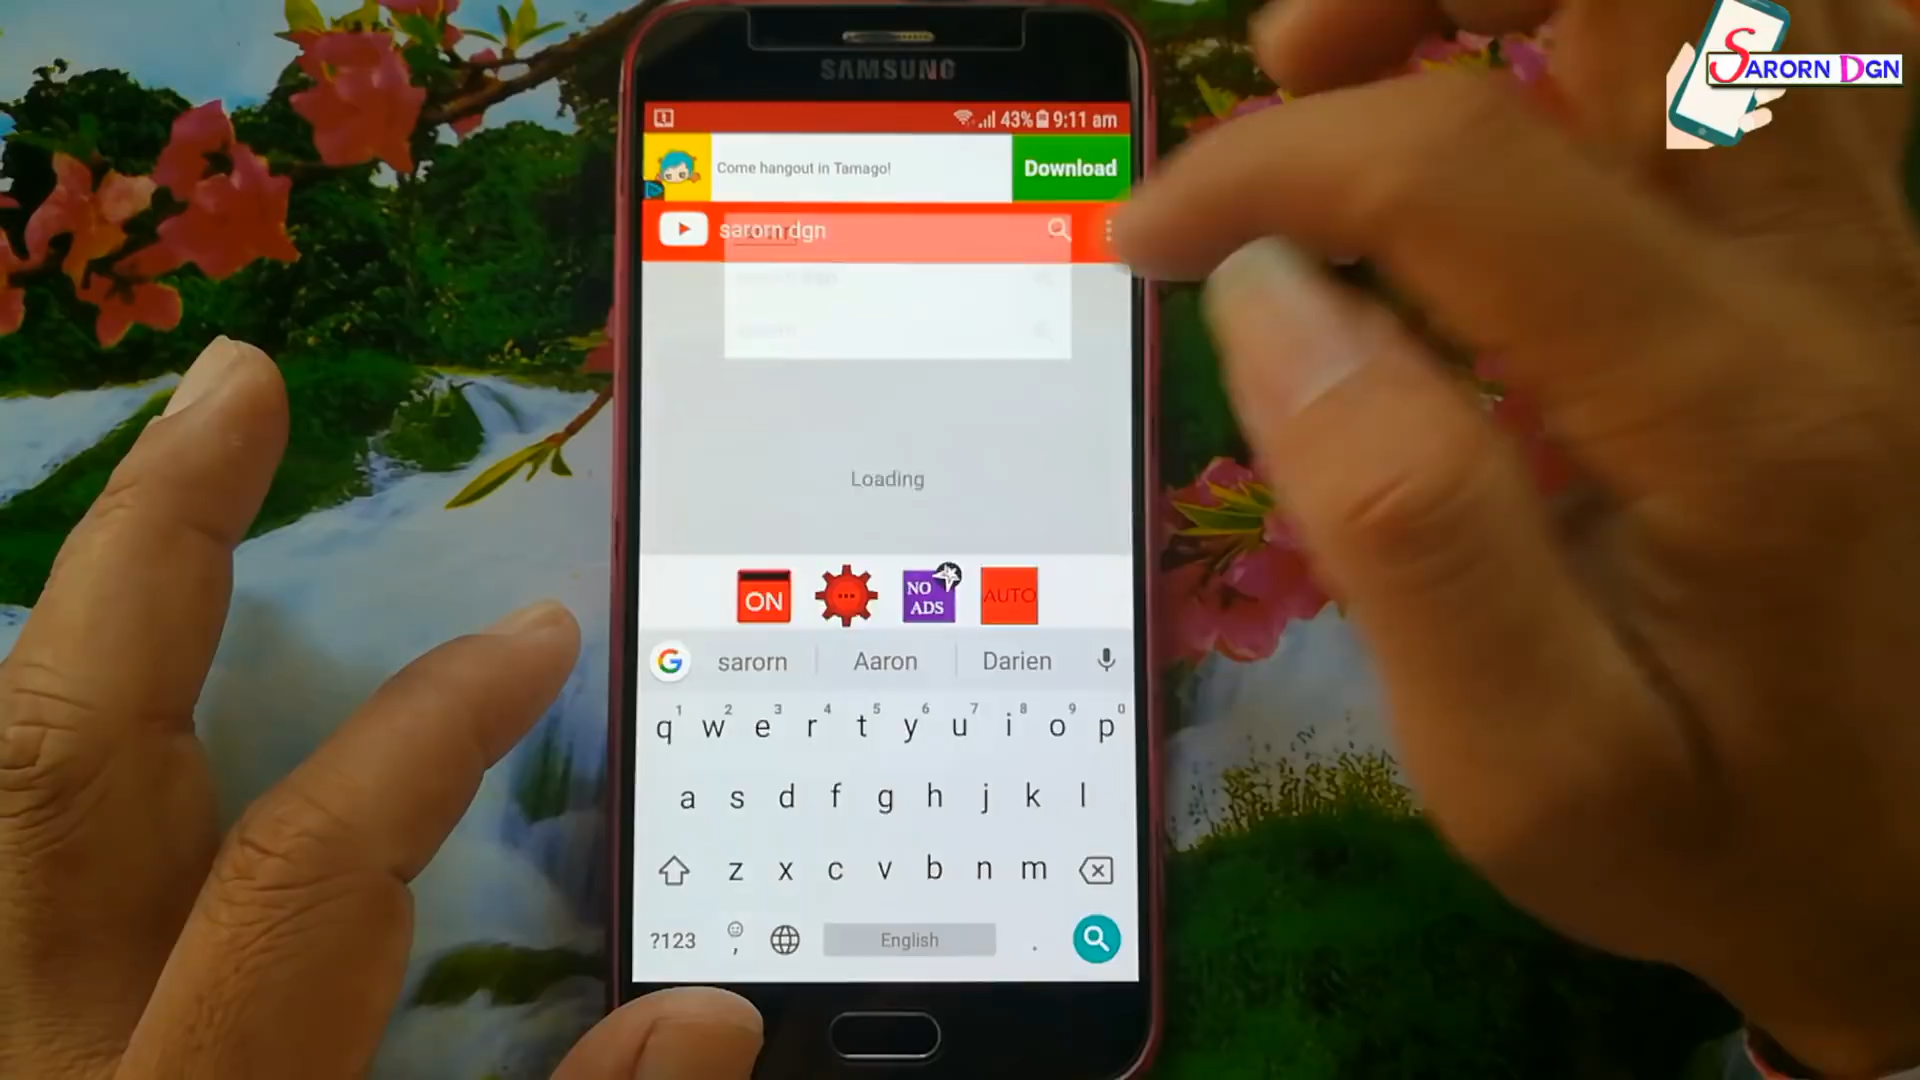 SARORN DGN
SAMSUNG
43% 9:11 am
Come hangout in Tamago!
Download
sarorn dgn
Loading
ON
NO ADS
AUTO
G sarorn Aaron Darien
1 2 3 4 5 6 7 8 9 0
q w e r t y u i o p
a s d f g h j k l
z x c v b n m
?123 , English .